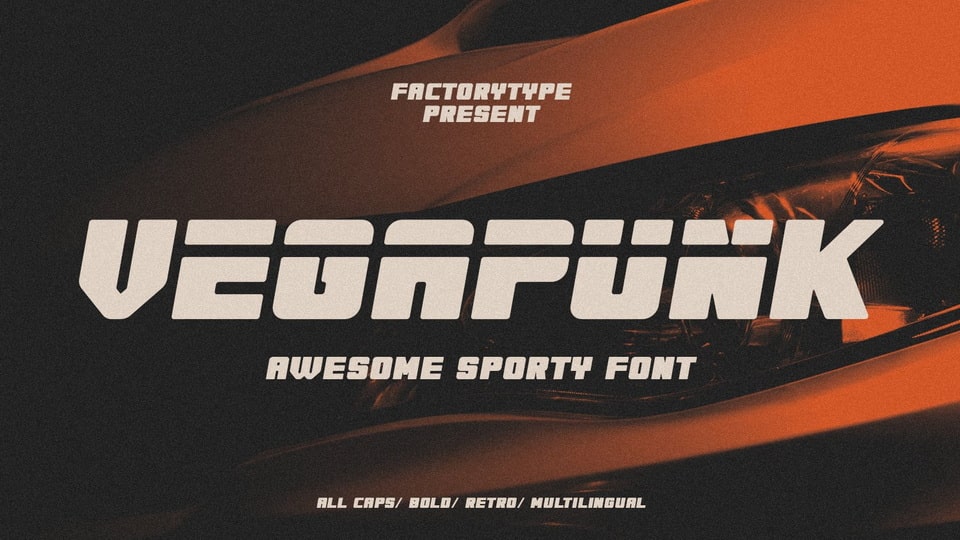 FACTORYTYPE
PRESENT
VEGAPUNK
AWESOME SPORTY FONT
ALL CAPS/ BOLD/ RETRO/ MULTILINGUAL